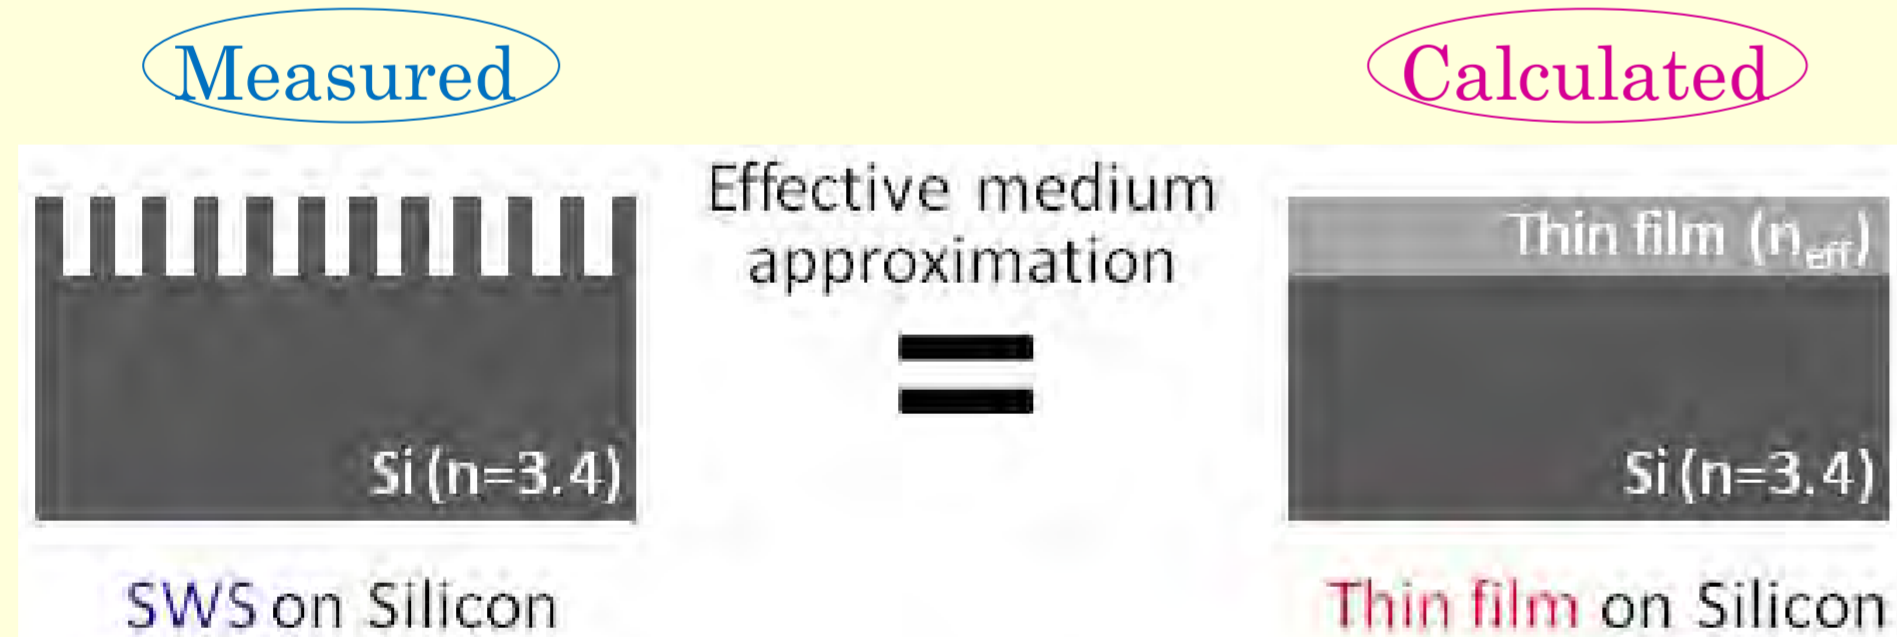 Measured
Calculated
Effective medium
approximation
Thin film (neff)
Si(n=3.4)
Si(n=3.4)
SWS on Silicon
Thin film on Silicon